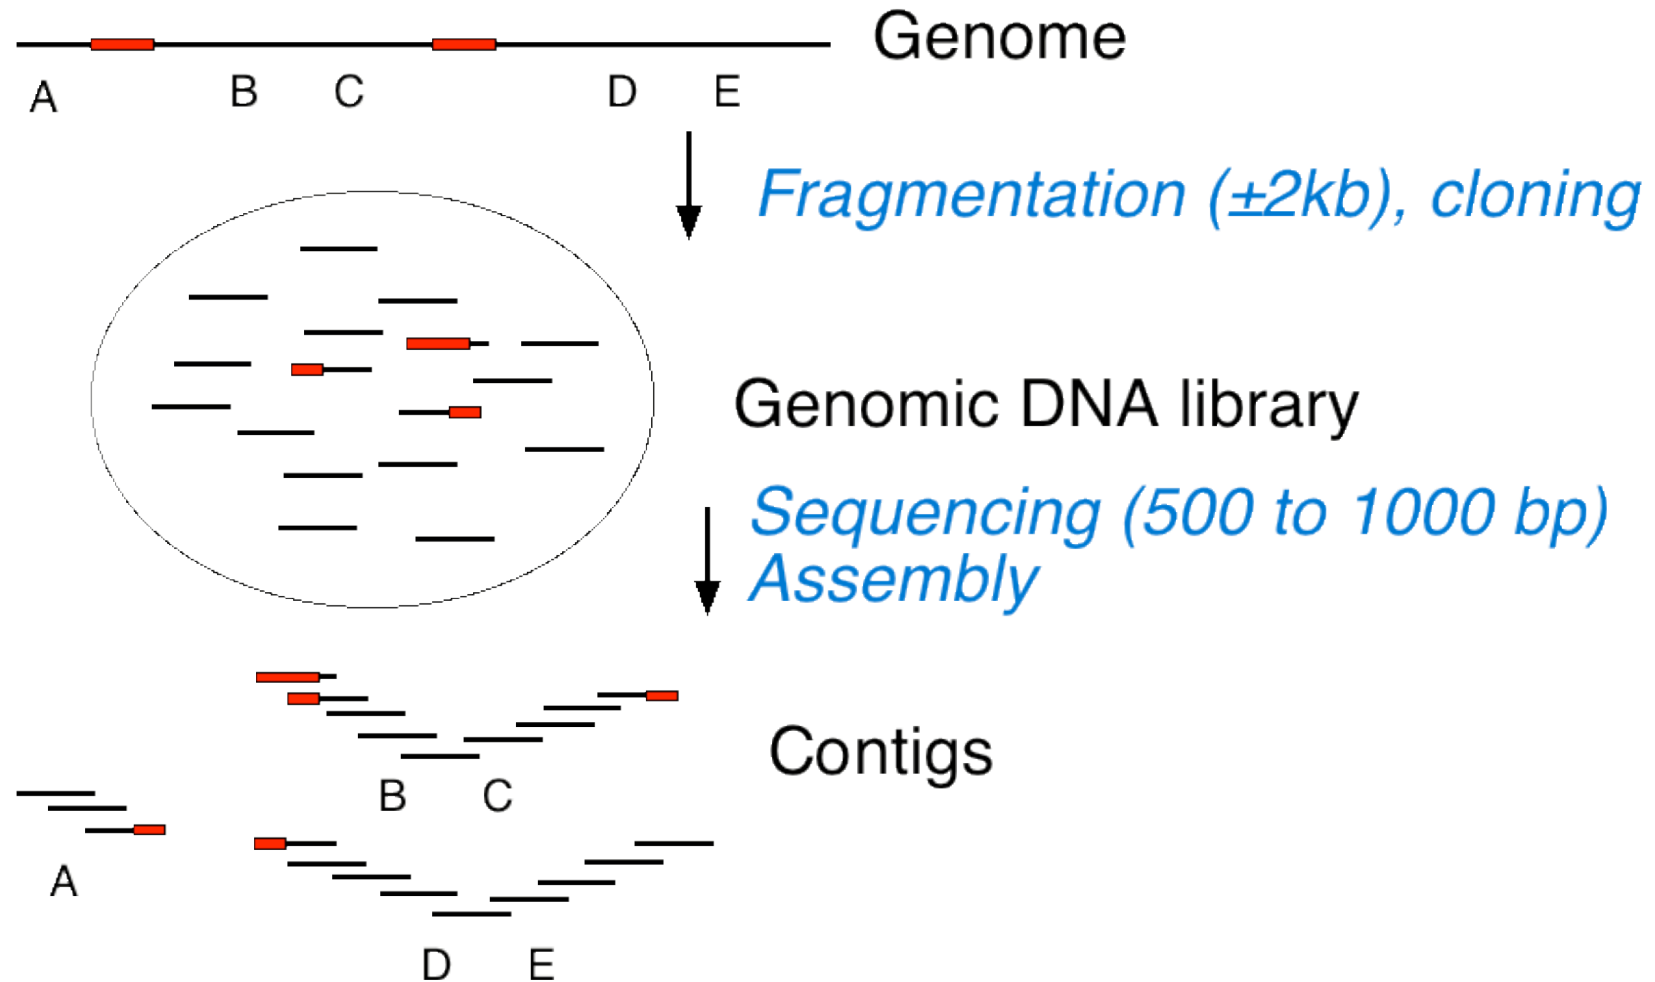 Genome
A B C D E
Fragmentation (±2kb), cloning
Genomic DNA library
Sequencing (500 to 1000 bp)
Assembly
Contigs
B C
A
D E